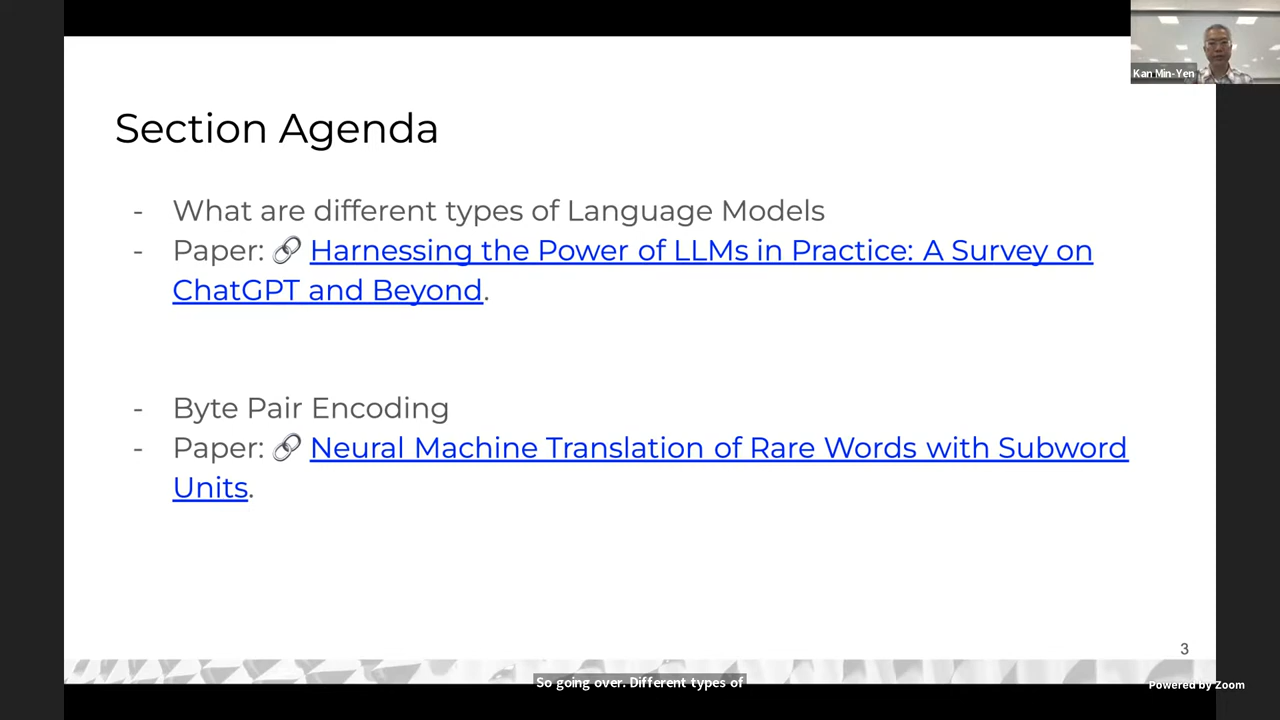 Kan Min-Yen
Section Agenda
- What are different types of Language Models
- Paper: 🔗 Harnessing the Power of LLMs in Practice: A Survey on
ChatGPT and Beyond.
- Byte Pair Encoding
- Paper: 🔗 Neural Machine Translation of Rare Words with Subword
Units.
3
So going over. Different types of
Powered by Zoom